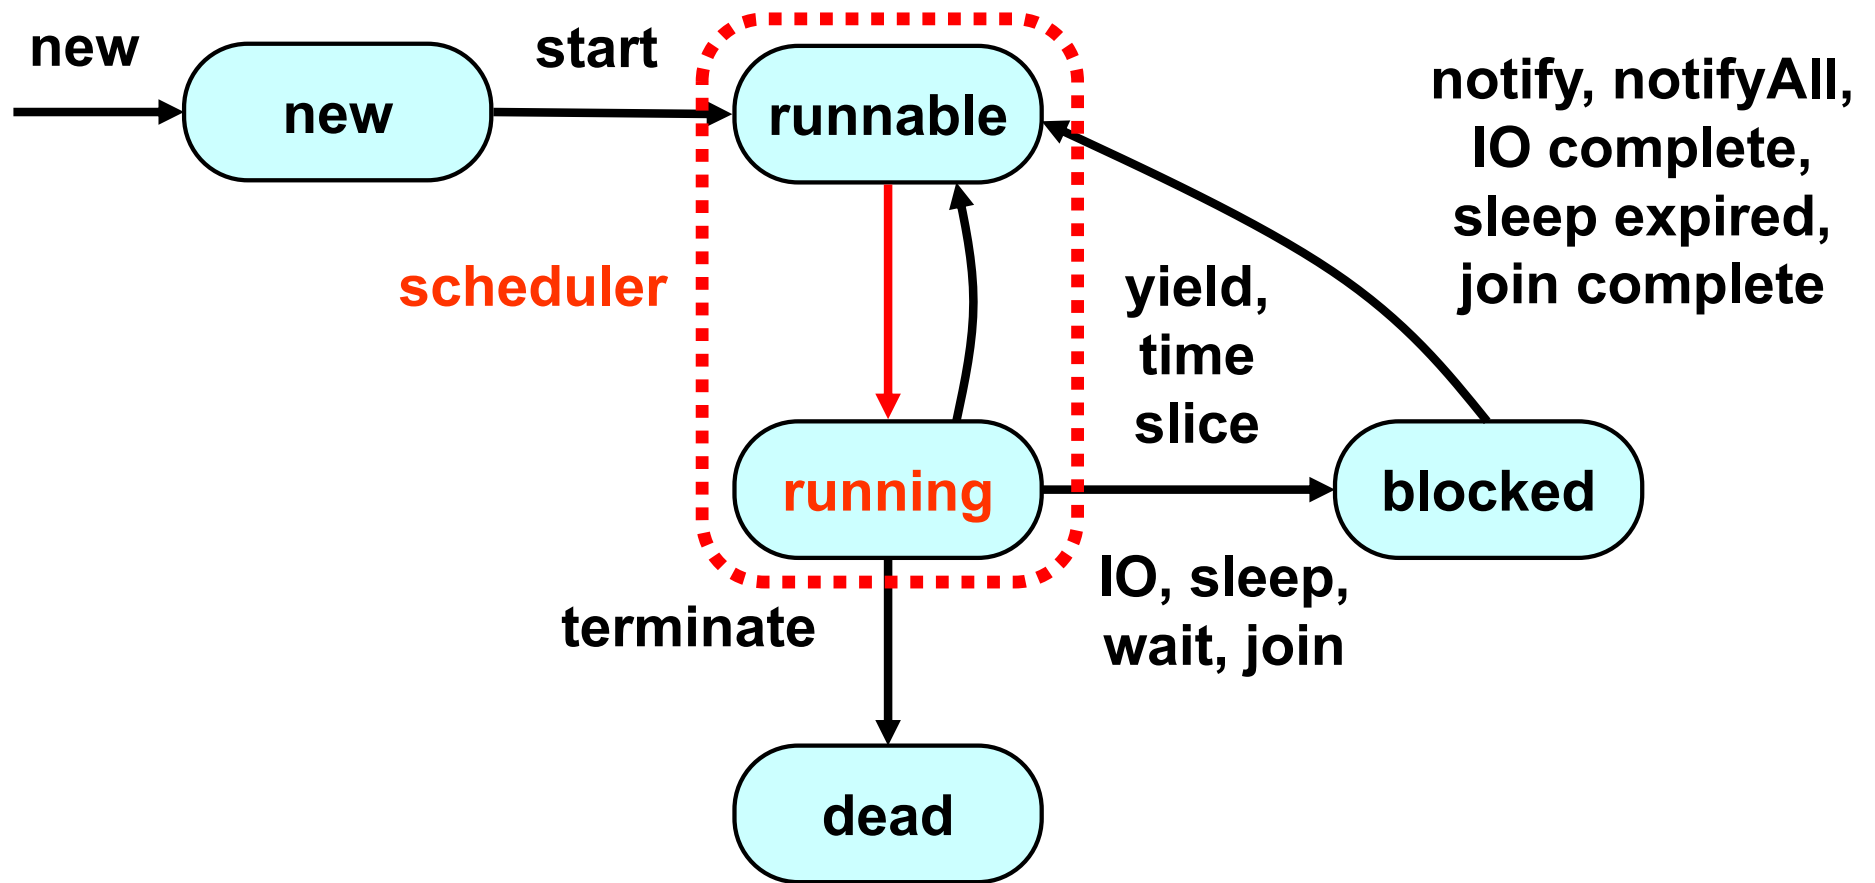 new
start
new
runnable
notify, notifyAll,
IO complete,
sleep expired,
join complete
scheduler
yield,
time
slice
running
blocked
IO, sleep,
wait, join
terminate
dead